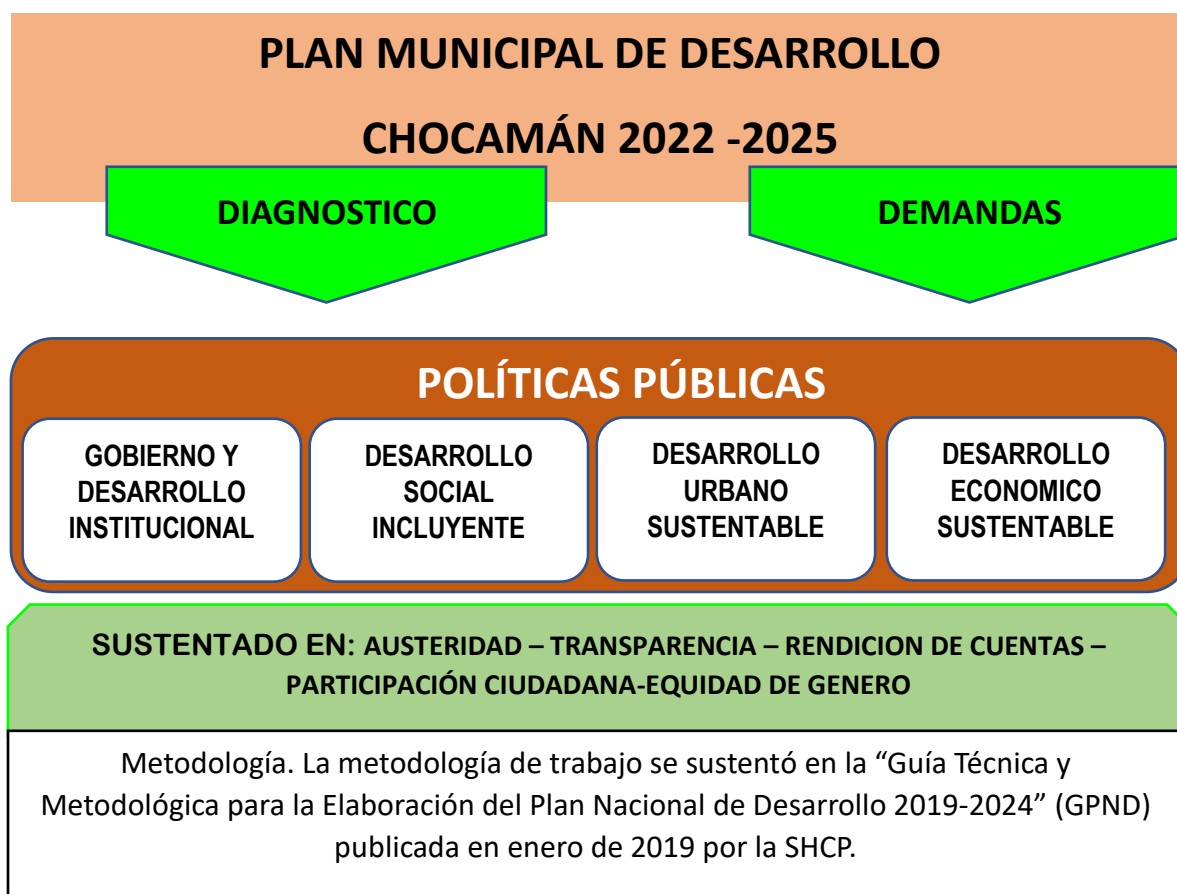 PLAN MUNICIPAL DE DESARROLLO
CHOCAMÁN 2022 -2025
DIAGNOSTICO
DEMANDAS
POLÍTICAS PÚBLICAS
GOBIERNO Y
DESARROLLO
INSTITUCIONAL
DESARROLLO
SOCIAL
INCLUYENTE
DESARROLLO
URBANO
SUSTENTABLE
DESARROLLO
ECONOMICO
SUSTENTABLE
SUSTENTADO EN: AUSTERIDAD – TRANSPARENCIA – RENDICION DE CUENTAS –
PARTICIPACIÓN CIUDADANA-EQUIDAD DE GENERO
Metodología. La metodología de trabajo se sustentó en la “Guía Técnica y
Metodológica para la Elaboración del Plan Nacional de Desarrollo 2019-2024” (GPND)
publicada en enero de 2019 por la SHCP.